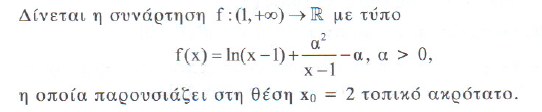 Δίνεται η συνάρτηση f : (1, +∞) → ℝ με τύπο
f(x) = ln(x − 1) + α²/(x − 1) − α, α > 0,
η οποία παρουσιάζει στη θέση x₀ = 2 τοπικό ακρότατο.